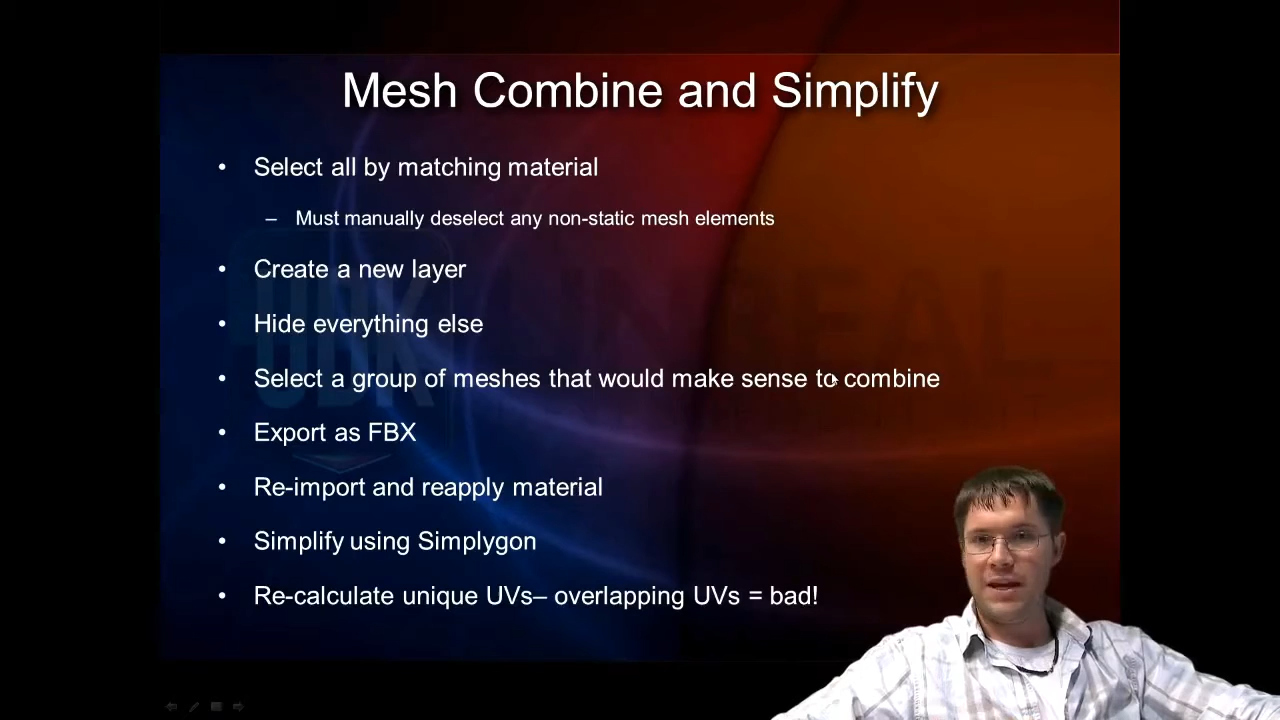 Mesh Combine and Simplify
• Select all by matching material
– Must manually deselect any non-static mesh elements
• Create a new layer
• Hide everything else
• Select a group of meshes that would make sense to combine
• Export as FBX
• Re-import and reapply material
• Simplify using Simplygon
• Re-calculate unique UVs– overlapping UVs = bad!
UDK
UNREAL